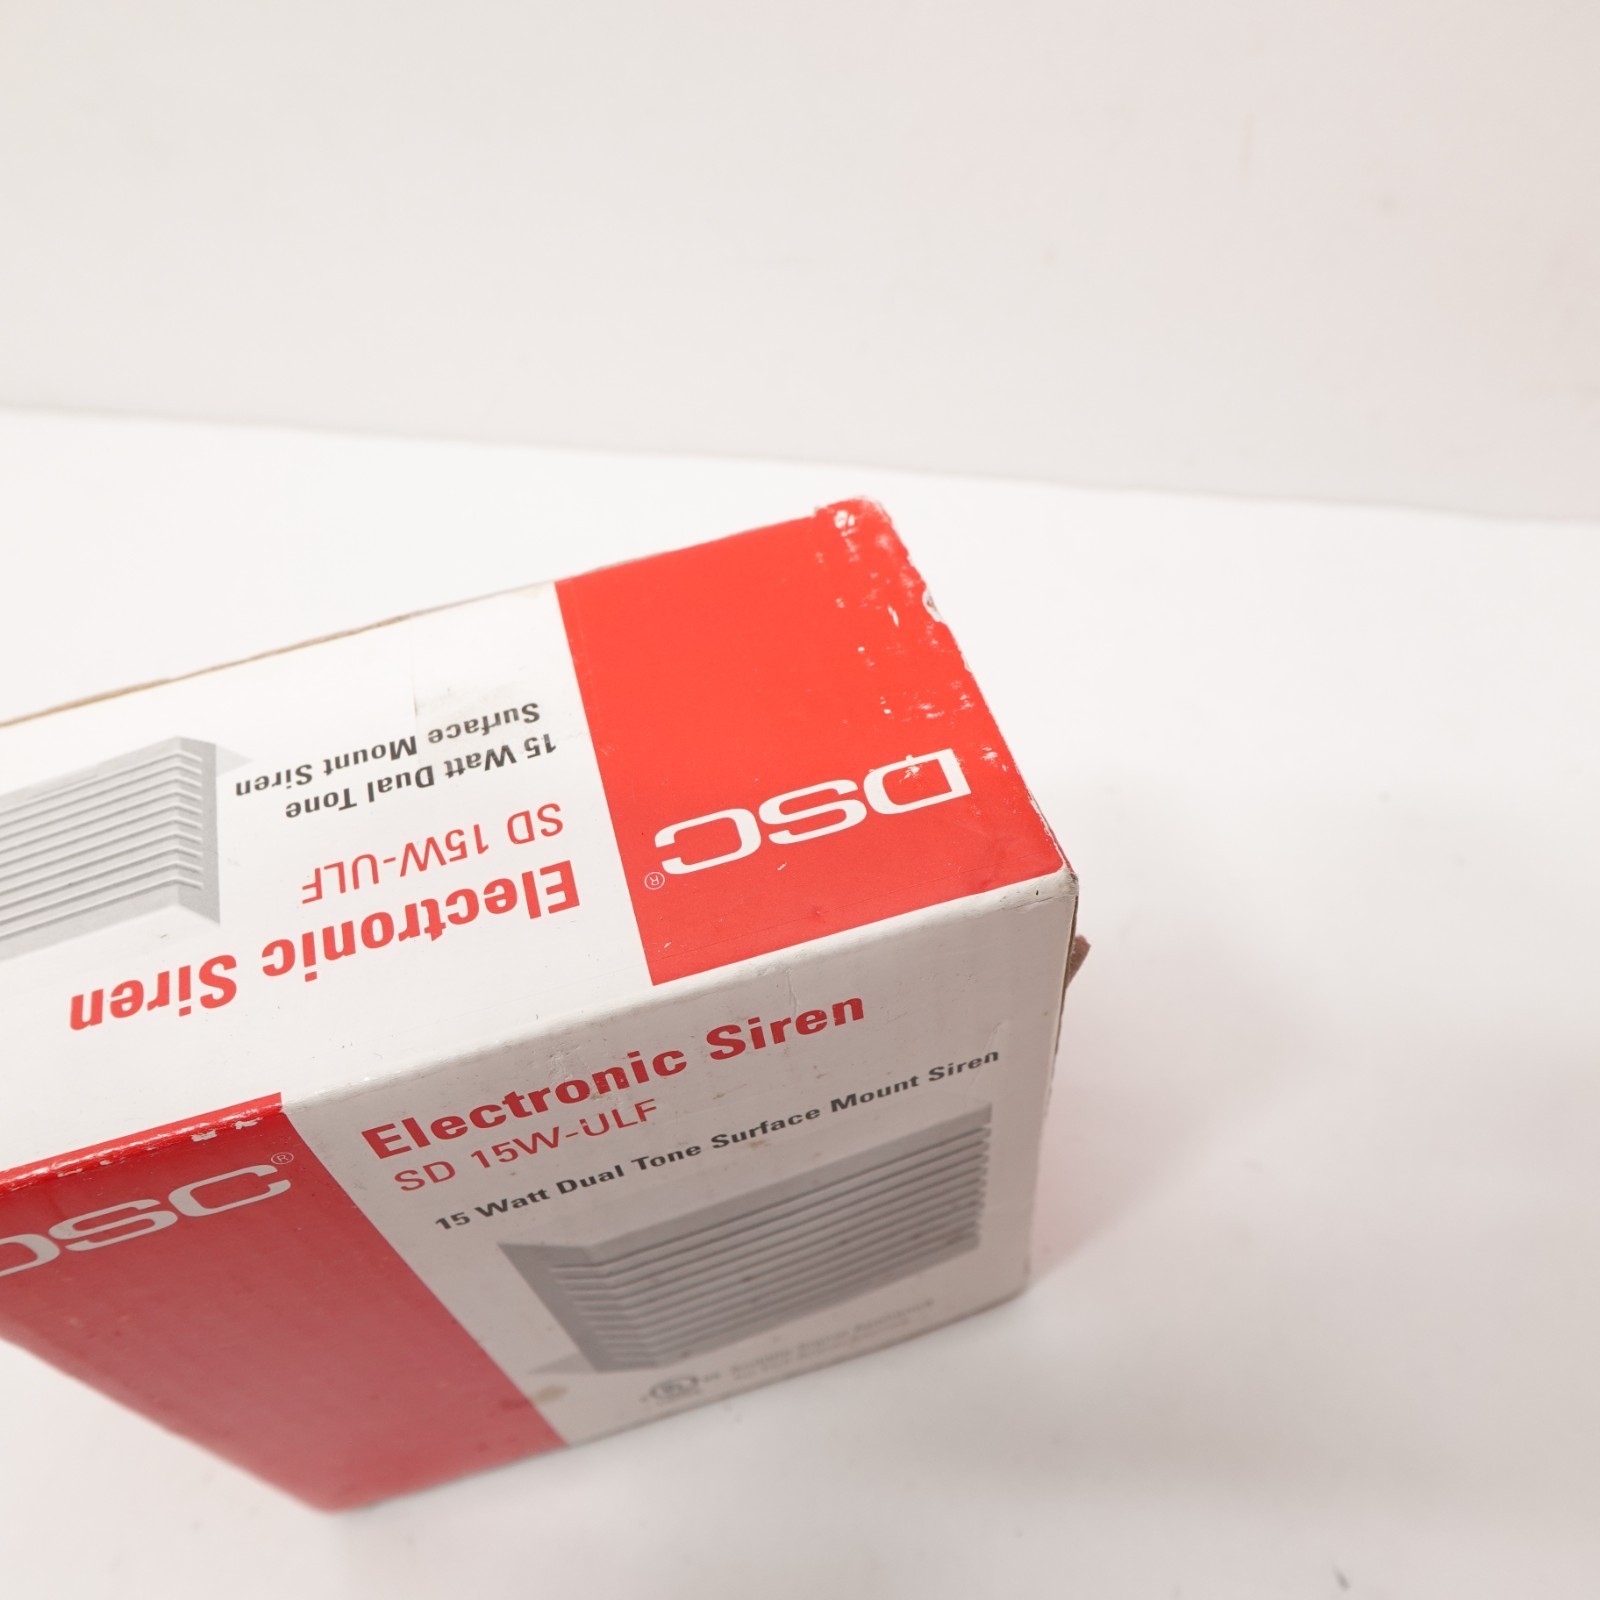 DSC®
Electronic Siren
SD 15W-ULF
15 Watt Dual Tone
Surface Mount Siren
DSC®
Electronic Siren
SD 15W-ULF
15 Watt Dual Tone Surface Mount Siren